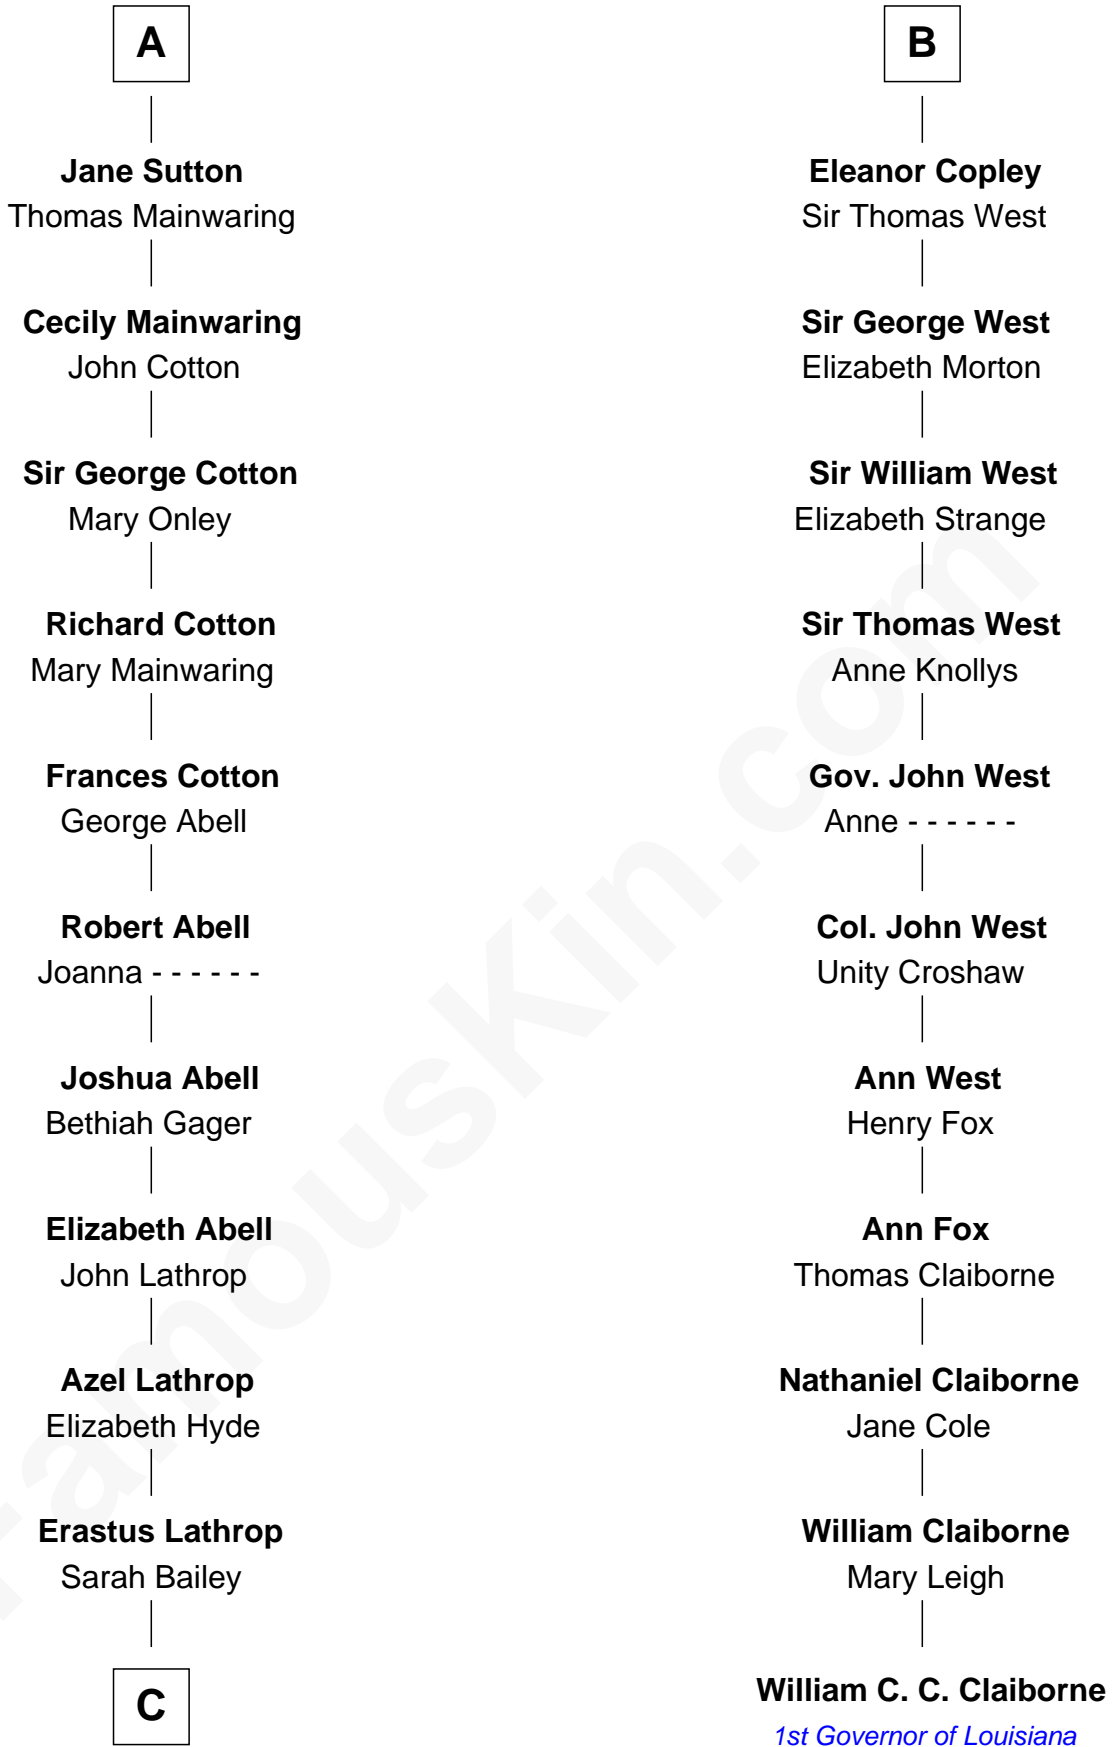 A
Jane Sutton
Thomas Mainwaring
Cecily Mainwaring
John Cotton
Sir George Cotton
Mary Onley
Richard Cotton
Mary Mainwaring
Frances Cotton
George Abell
Robert Abell
Joanna - - - - - -
Joshua Abell
Bethiah Gager
Elizabeth Abell
John Lathrop
Azel Lathrop
Elizabeth Hyde
Erastus Lathrop
Sarah Bailey
C
B
Eleanor Copley
Sir Thomas West
Sir George West
Elizabeth Morton
Sir William West
Elizabeth Strange
Sir Thomas West
Anne Knollys
Gov. John West
Anne - - - - - -
Col. John West
Unity Croshaw
Ann West
Henry Fox
Ann Fox
Thomas Claiborne
Nathaniel Claiborne
Jane Cole
William Claiborne
Mary Leigh
William C. C. Claiborne
1st Governor of Louisiana
FamousKin.com